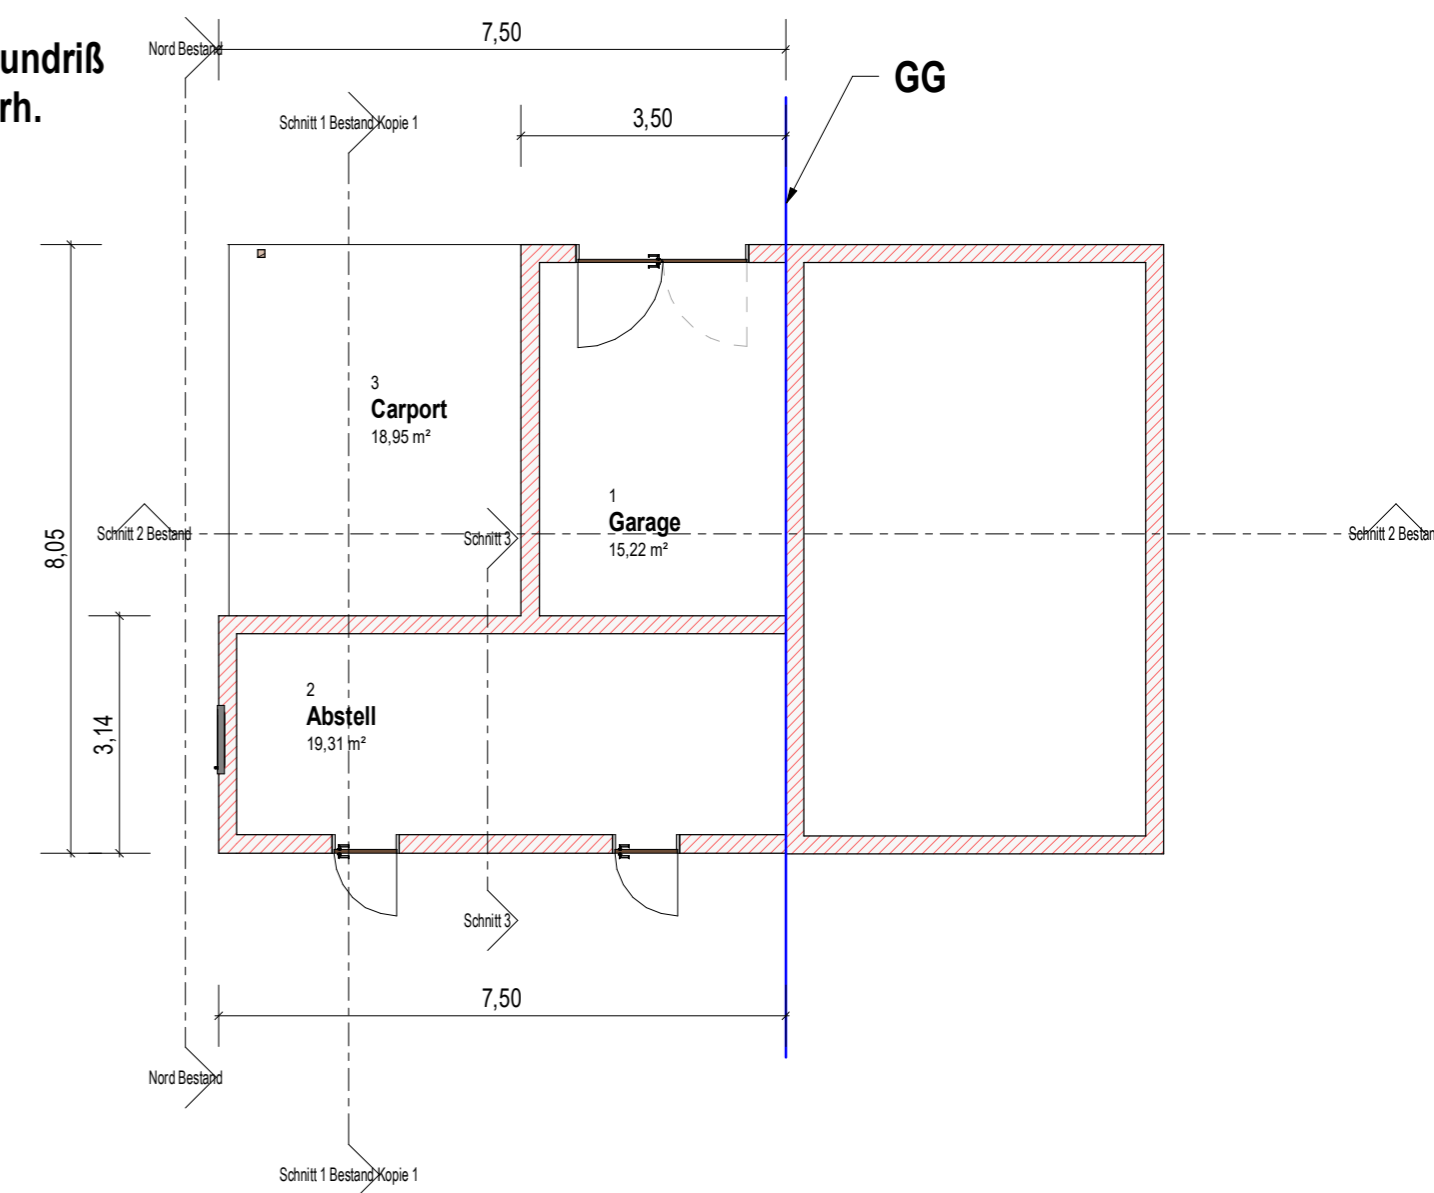 undriß
rh.
Nord Bestand
7,50
GG
Schnitt 1 Bestand Kopie 1
3,50
3
Carport
18,95 m²
1
Garage
15,22 m²
Schnitt 2 Bestand
Schnitt 3
Schnitt 2 Bestan
8,05
3,14
2
Abstell
19,31 m²
Schnitt 3
7,50
Nord Bestand
Schnitt 1 Bestand Kopie 1